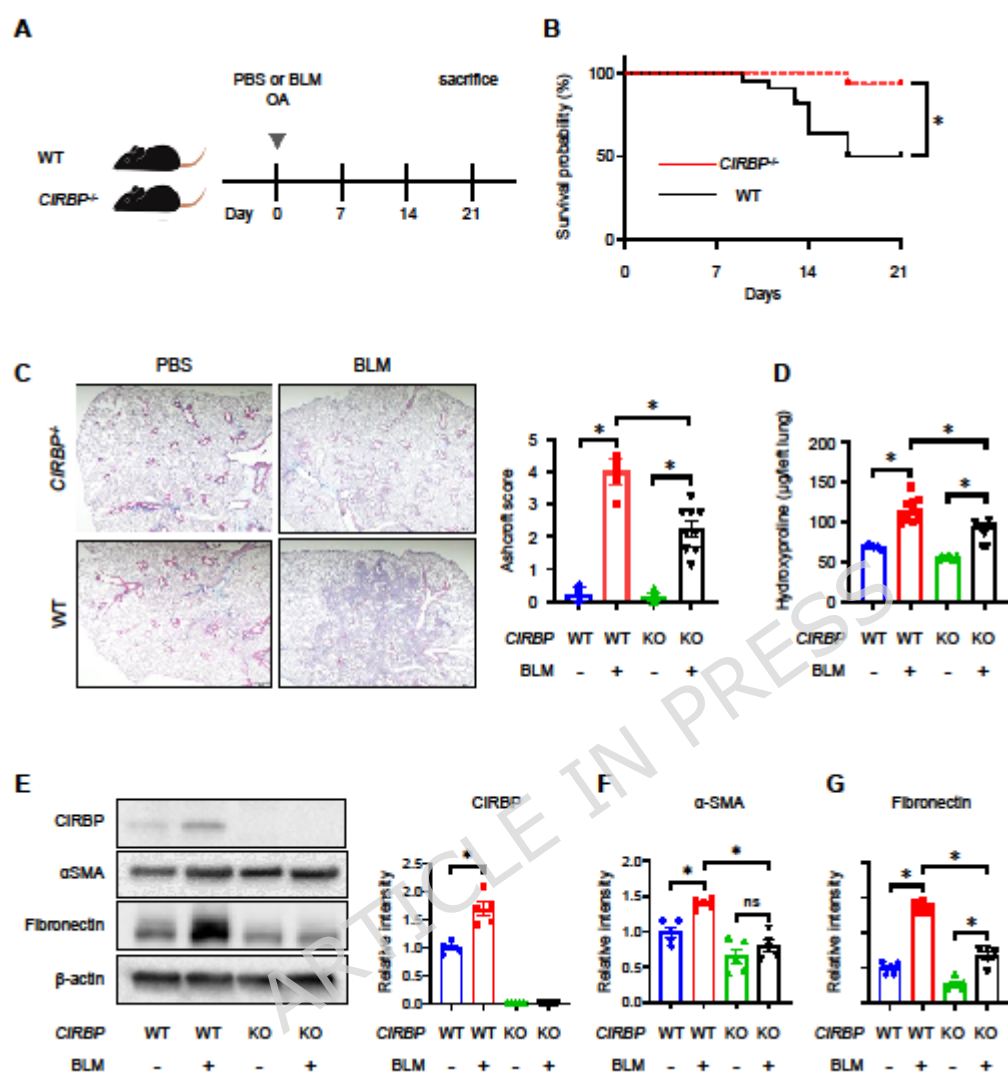 A
PBS or BLM
OA
sacrifice
WT
CIRBP-/-
Day 0 7 14 21
B
Survival probability (%)
100
50
0
CIRBP-/-
WT
0 7 14 21
Days
*
C
PBS BLM
CIRBP-/-
WT
Ashcroft score
5
4
3
2
1
0
* * *
CIRBP WT WT KO KO
BLM - + - +
D
Hydroxyproline (µg/left lung)
200
150
100
50
0
* * *
CIRBP WT WT KO KO
BLM - + - +
E
CIRBP
αSMA
Fibronectin
β-actin
CIRBP WT WT KO KO
BLM - + - +
CIRBP
Relative intensity
2.5
2.0
1.5
1.0
0.5
0.0
*
CIRBP WT WT KO KO
BLM - + - +
F
α-SMA
Relative intensity
2.0
1.5
1.0
0.5
0.0
* * ns
CIRBP WT WT KO KO
BLM - + - +
G
Fibronectin
Relative intensity
* * *
CIRBP WT WT KO KO
BLM - + - +
ARTICLE IN PRESS